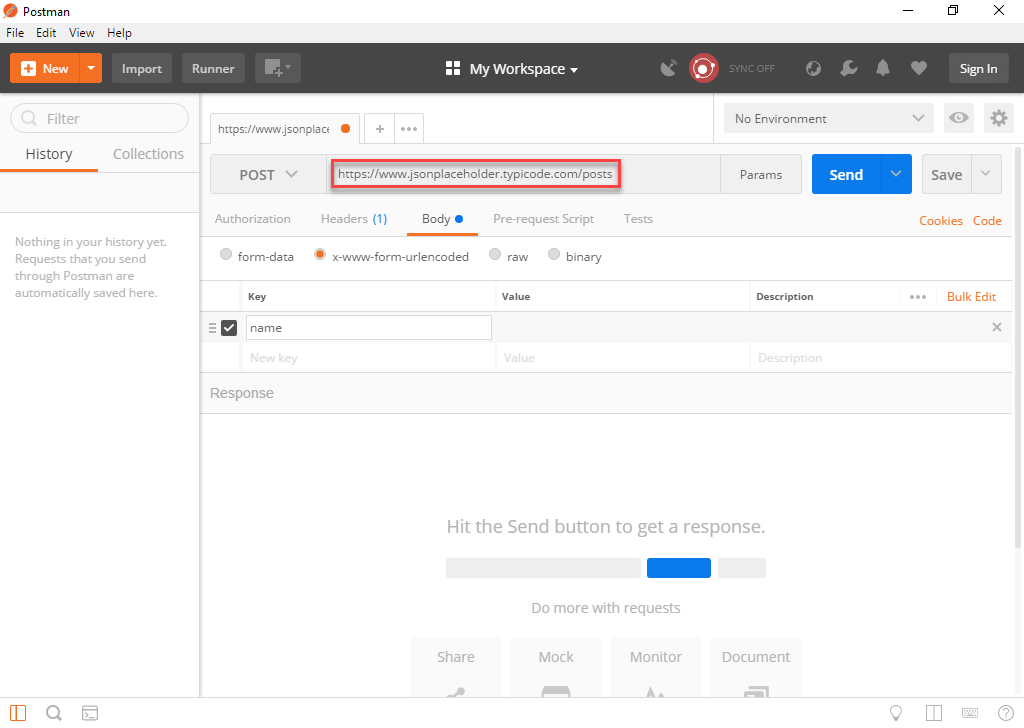 Postman
File Edit View Help
New Import Runner My Workspace SYNC OFF Sign In
Filter
History Collections
Nothing in your history yet.
Requests that you send
through Postman are
automatically saved here.
https://www.jsonplace
+ •••
No Environment
POST https://www.jsonplaceholder.typicode.com/posts Params Send Save
Authorization Headers (1) Body Pre-request Script Tests Cookies Code
form-data x-www-form-urlencoded raw binary
Key Value Description ••• Bulk Edit
name
New key Value Description
Response
Hit the Send button to get a response.
Do more with requests
Share Mock Monitor Document